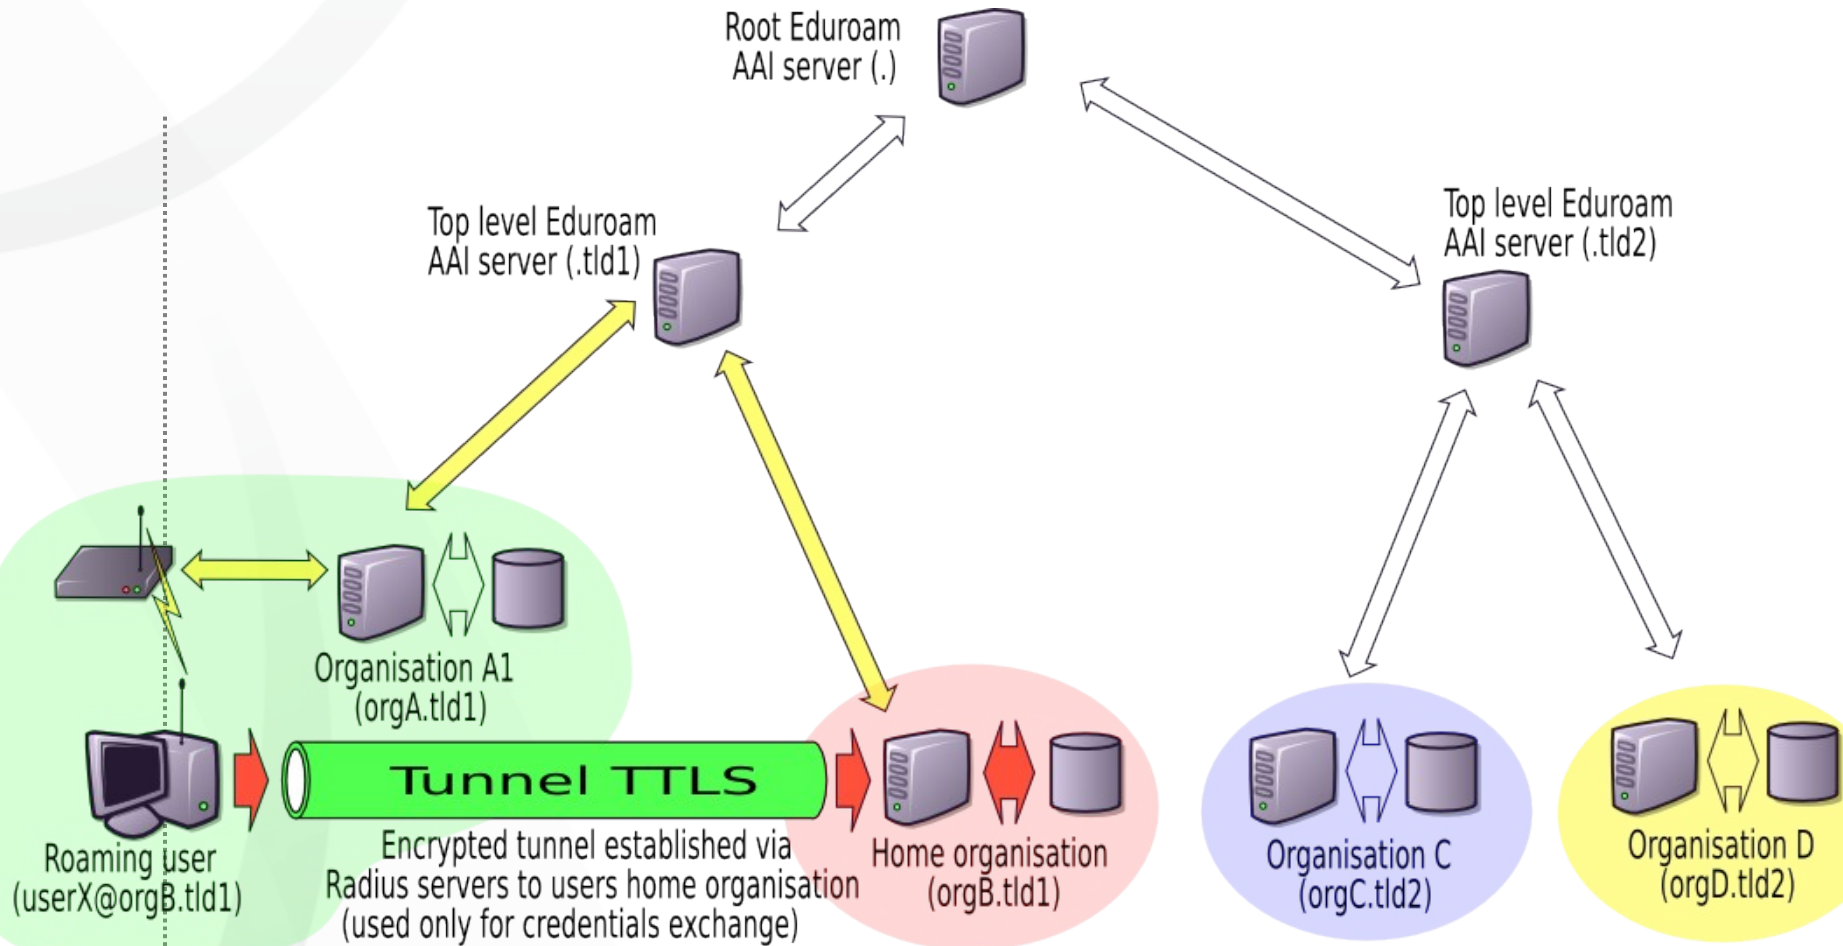 Root Eduroam
AAI server (.)
Top level Eduroam
AAI server (.tld1)
Top level Eduroam
AAI server (.tld2)
Organisation A1
(orgA.tld1)
Tunnel TTLS
Roaming user
(userX@orgB.tld1)
Encrypted tunnel established via
Radius servers to users home organisation
(used only for credentials exchange)
Home organisation
(orgB.tld1)
Organisation C
(orgC.tld2)
Organisation D
(orgD.tld2)